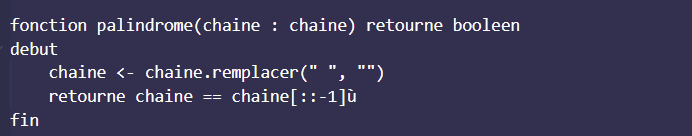 fonction palindrome(chaine : chaine) retourne booleen
debut
    chaine <- chaine.remplacer(" ", "")
    retourne chaine == chaine[::-1]ù
fin